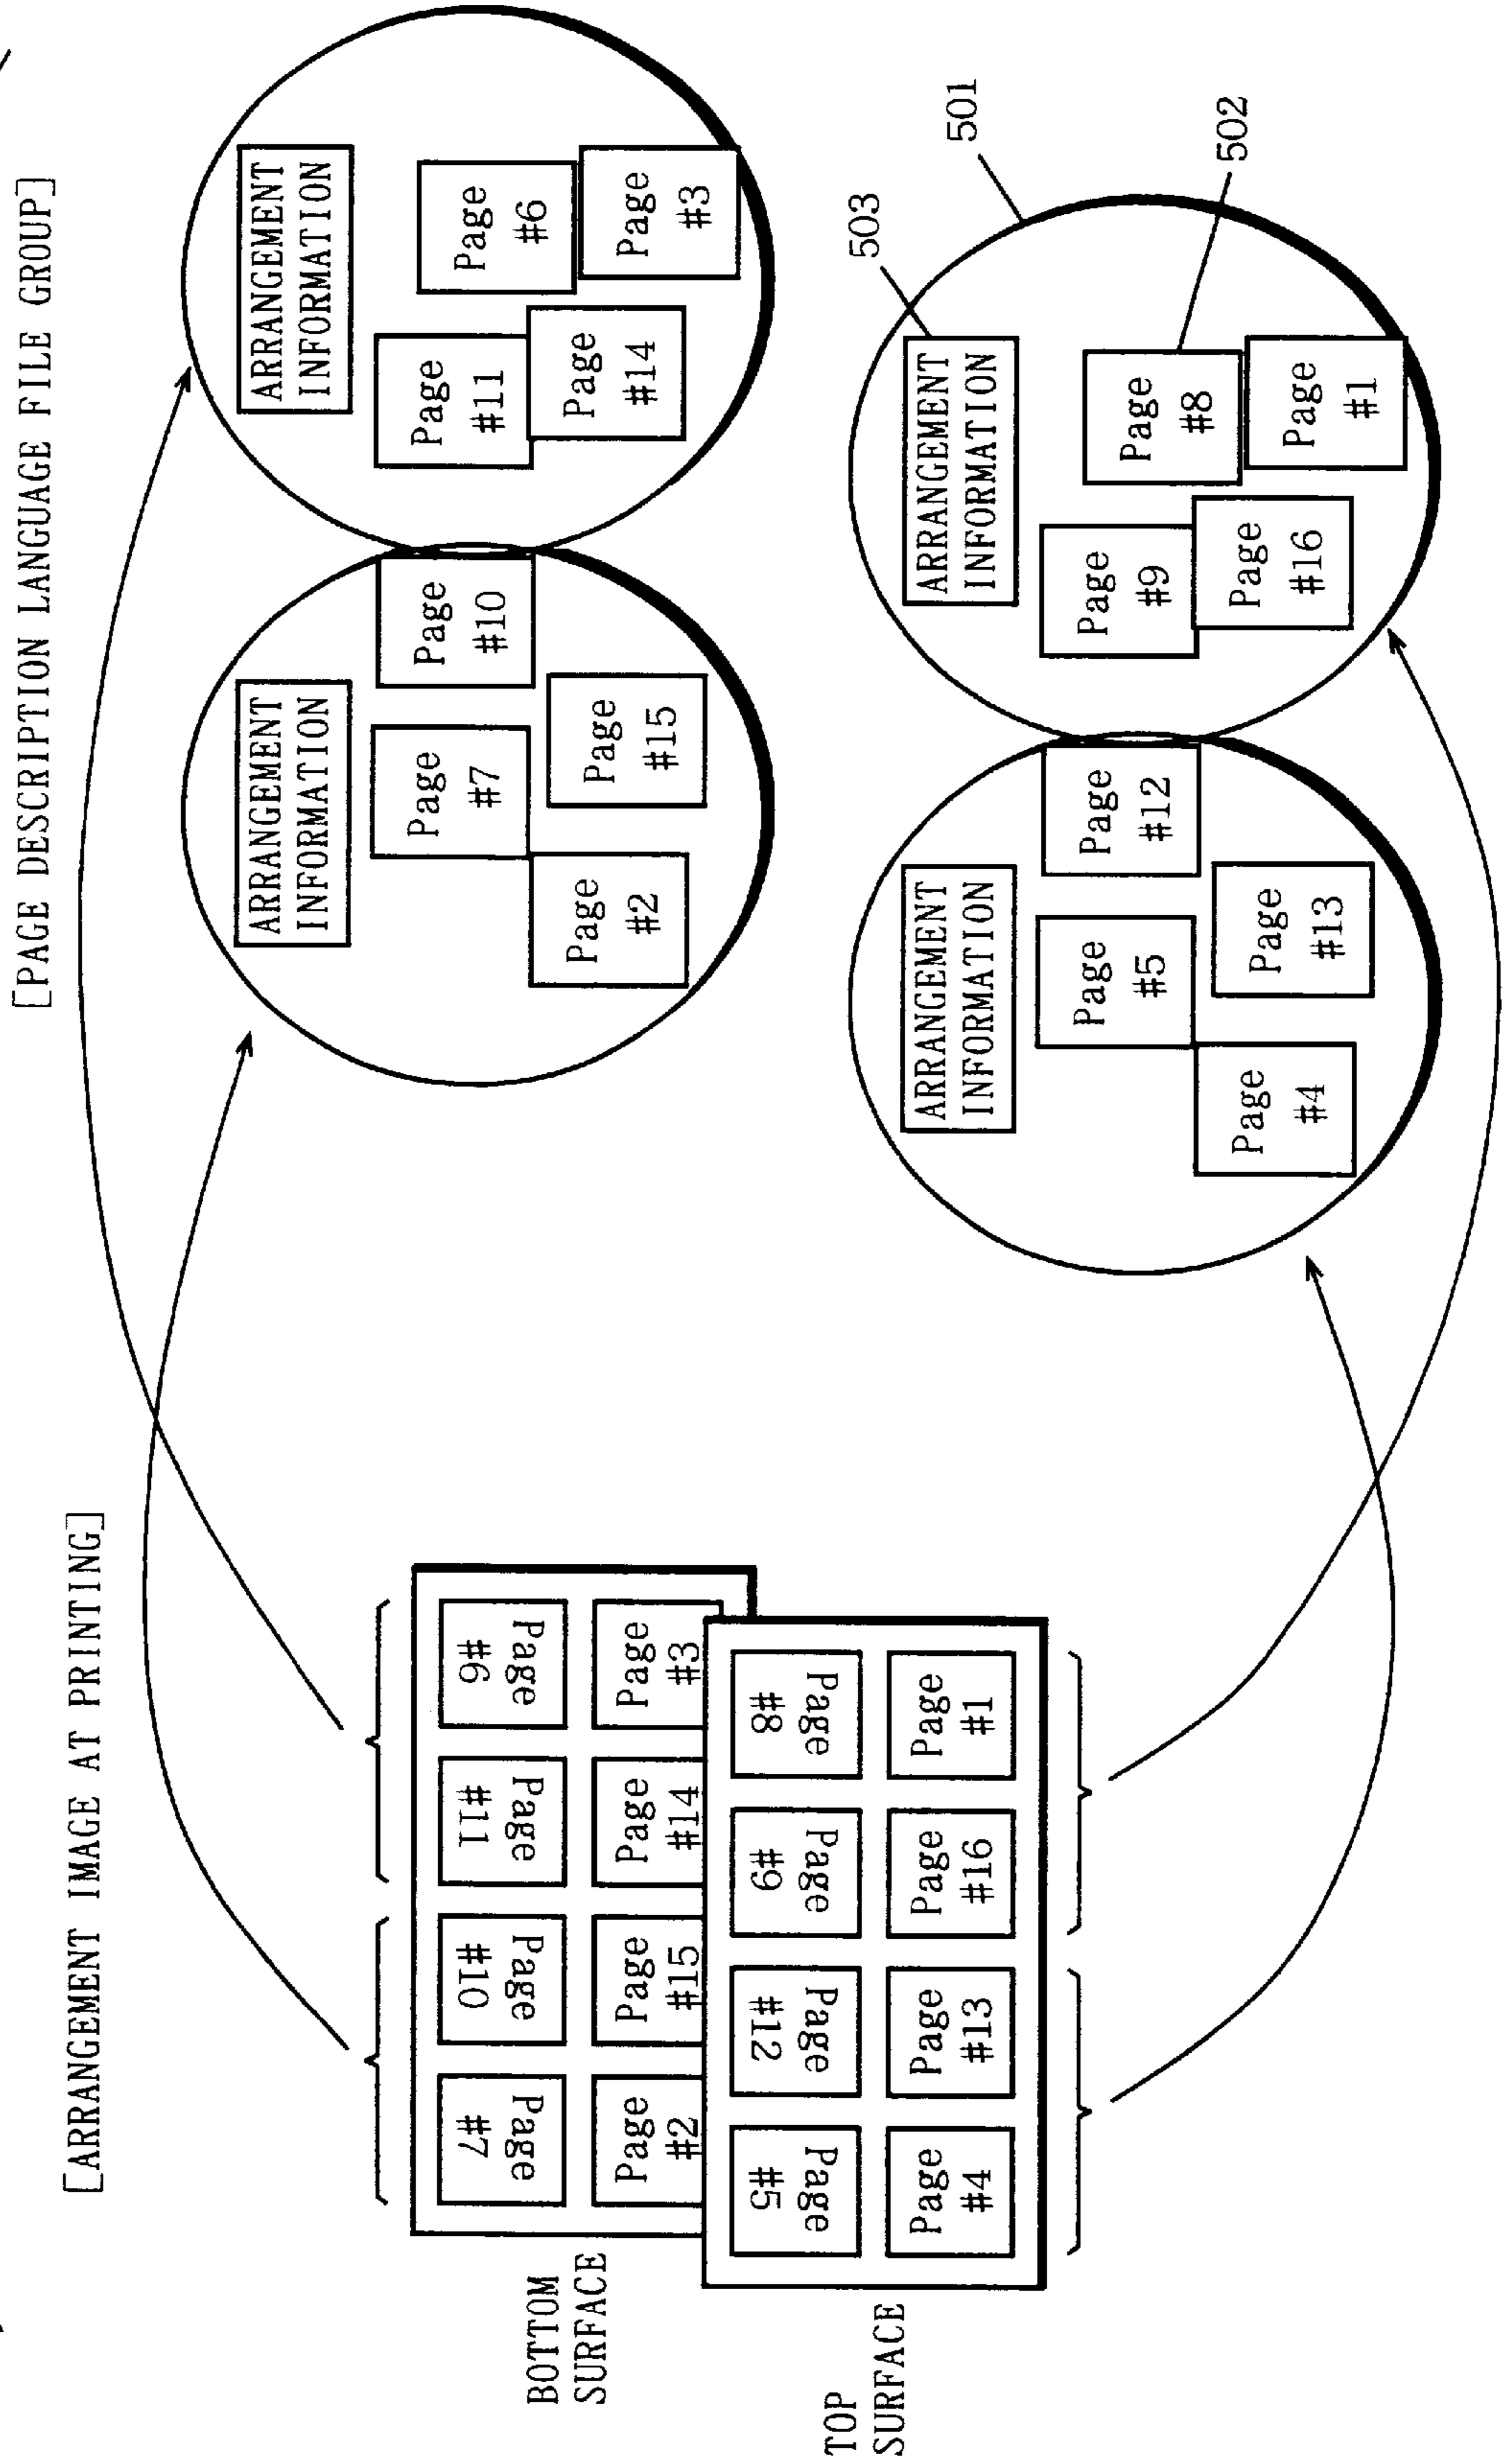 [ARRANGEMENT IMAGE AT PRINTING]
[PAGE DESCRIPTION LANGUAGE FILE GROUP]
BOTTOM
SURFACE
Page
#7
Page
#10
Page
#11
Page
#6
Page
#2
Page
#15
Page
#14
Page
#3
TOP
SURFACE
Page
#5
Page
#12
Page
#9
Page
#8
Page
#4
Page
#13
Page
#16
Page
#1
ARRANGEMENT
INFORMATION
Page
#7
Page
#10
Page
#2
Page
#15
ARRANGEMENT
INFORMATION
Page
#11
Page
#6
Page
#14
Page
#3
ARRANGEMENT
INFORMATION
Page
#5
Page
#12
Page
#4
Page
#13
503
501
ARRANGEMENT
INFORMATION
Page
#9
Page
#8
502
Page
#16
Page
#1